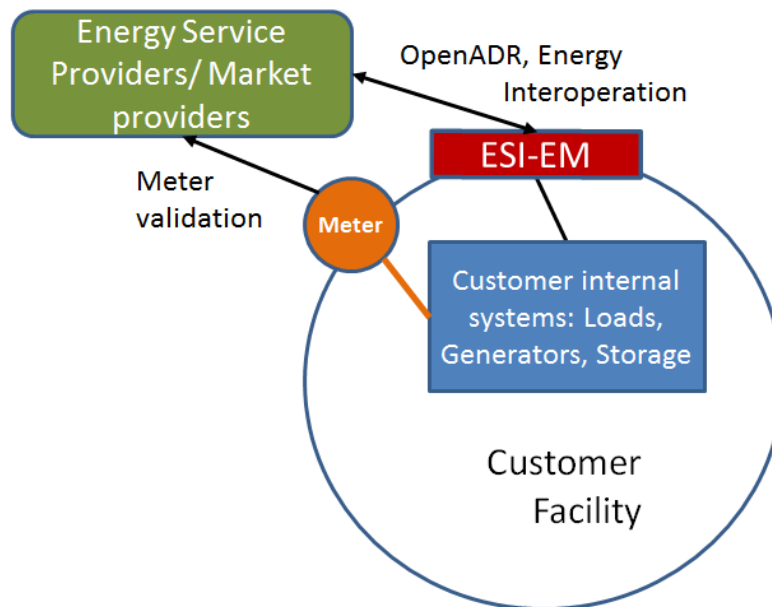 Energy Service
Providers/ Market
providers
OpenADR, Energy
Interoperation
ESI-EM
Meter
validation
Meter
Customer internal
systems: Loads,
Generators, Storage
Customer
Facility